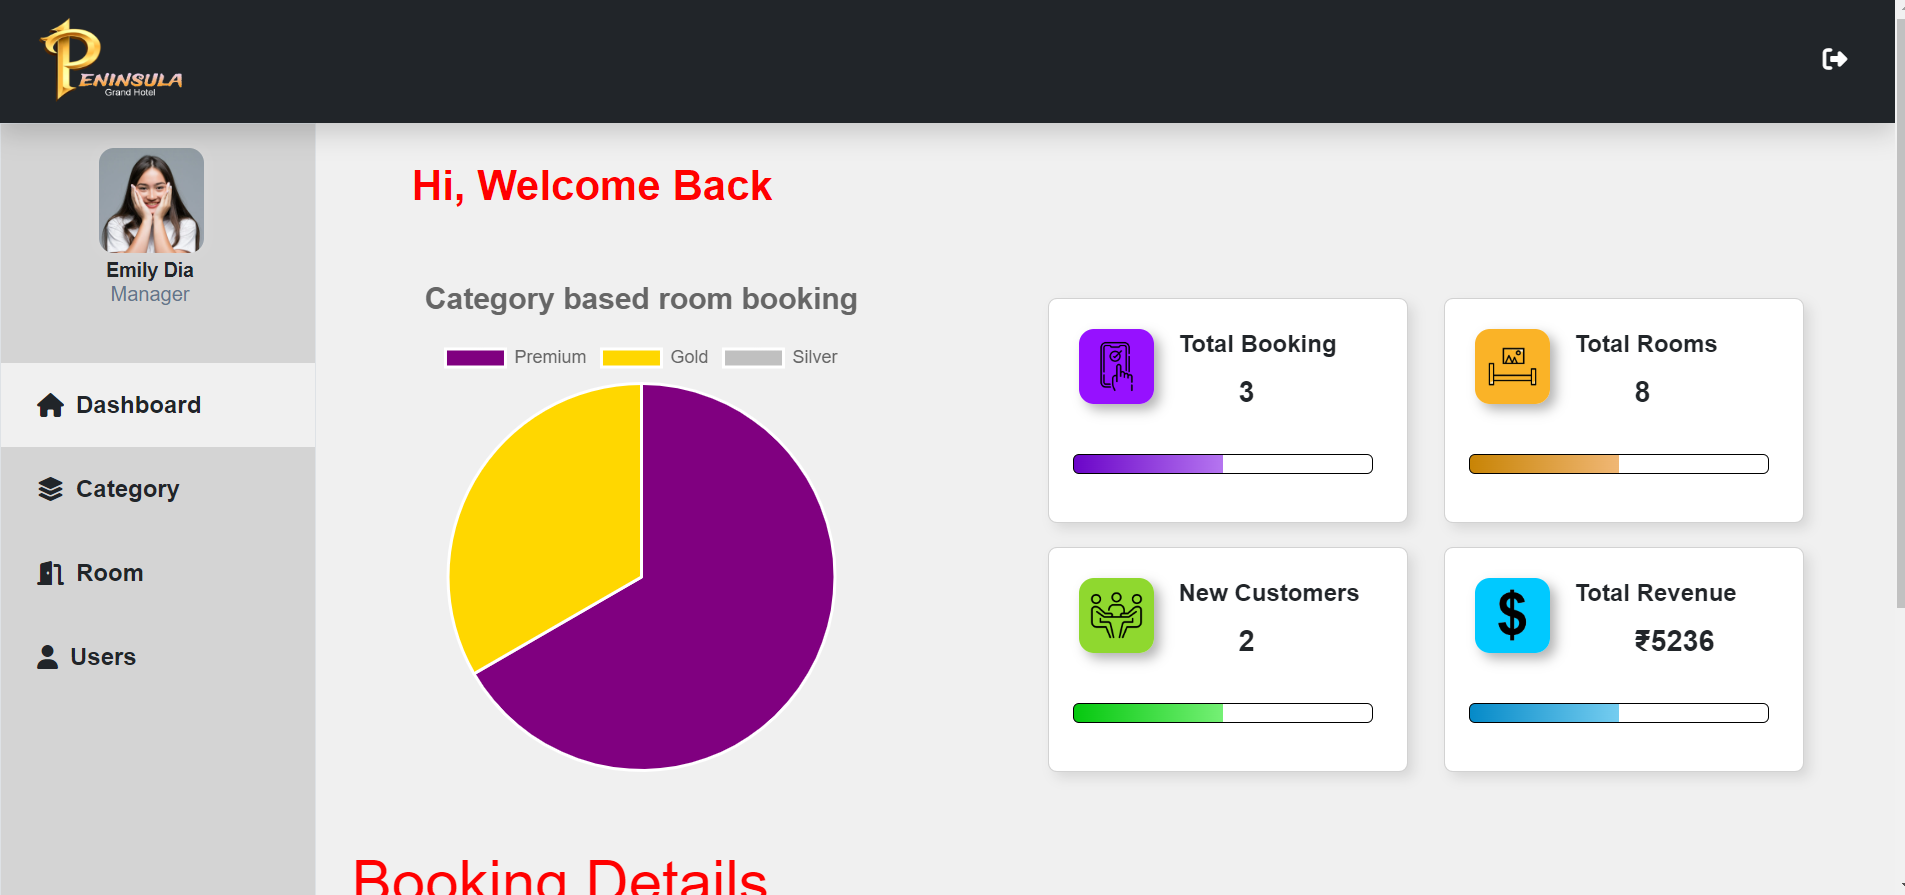 PENINSULA
Grand Hotel
Emily Dia
Manager
Dashboard
Category
Room
Users
Hi, Welcome Back
Category based room booking
Premium Gold Silver
Total Booking
3
Total Rooms
8
New Customers
2
$
Total Revenue
₹5236
Booking Details